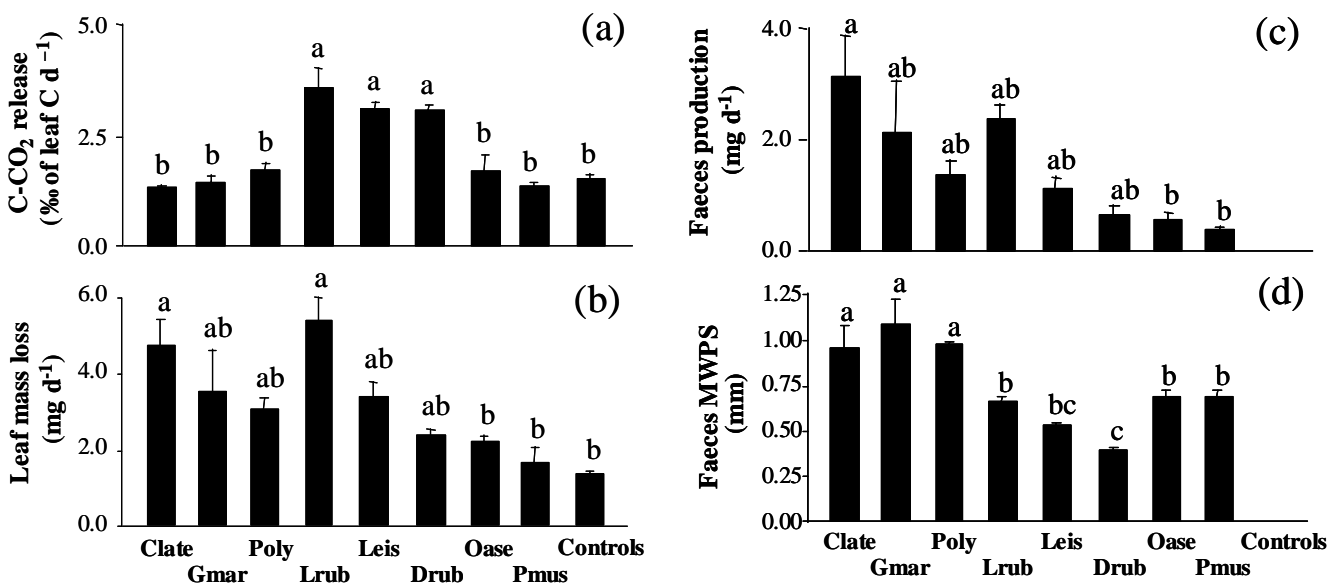 (a)
C-CO₂ release
(‰ of leaf C d ⁻¹)
5.0
2.5
0.0
b b b a a a b b b
(b)
Leaf mass loss
(mg d⁻¹)
6.0
4.0
2.0
0.0
a ab ab a ab ab b b b
Clate Gmar Poly Lrub Leis Drub Oase Pmus Controls
(c)
Faeces production
(mg d⁻¹)
4.0
2.0
0.0
a ab ab ab ab ab b b
(d)
Faeces MWPS
(mm)
1.25
1.00
0.75
0.50
0.25
0.00
a a a b bc c b b
Clate Gmar Poly Lrub Leis Drub Oase Pmus Controls